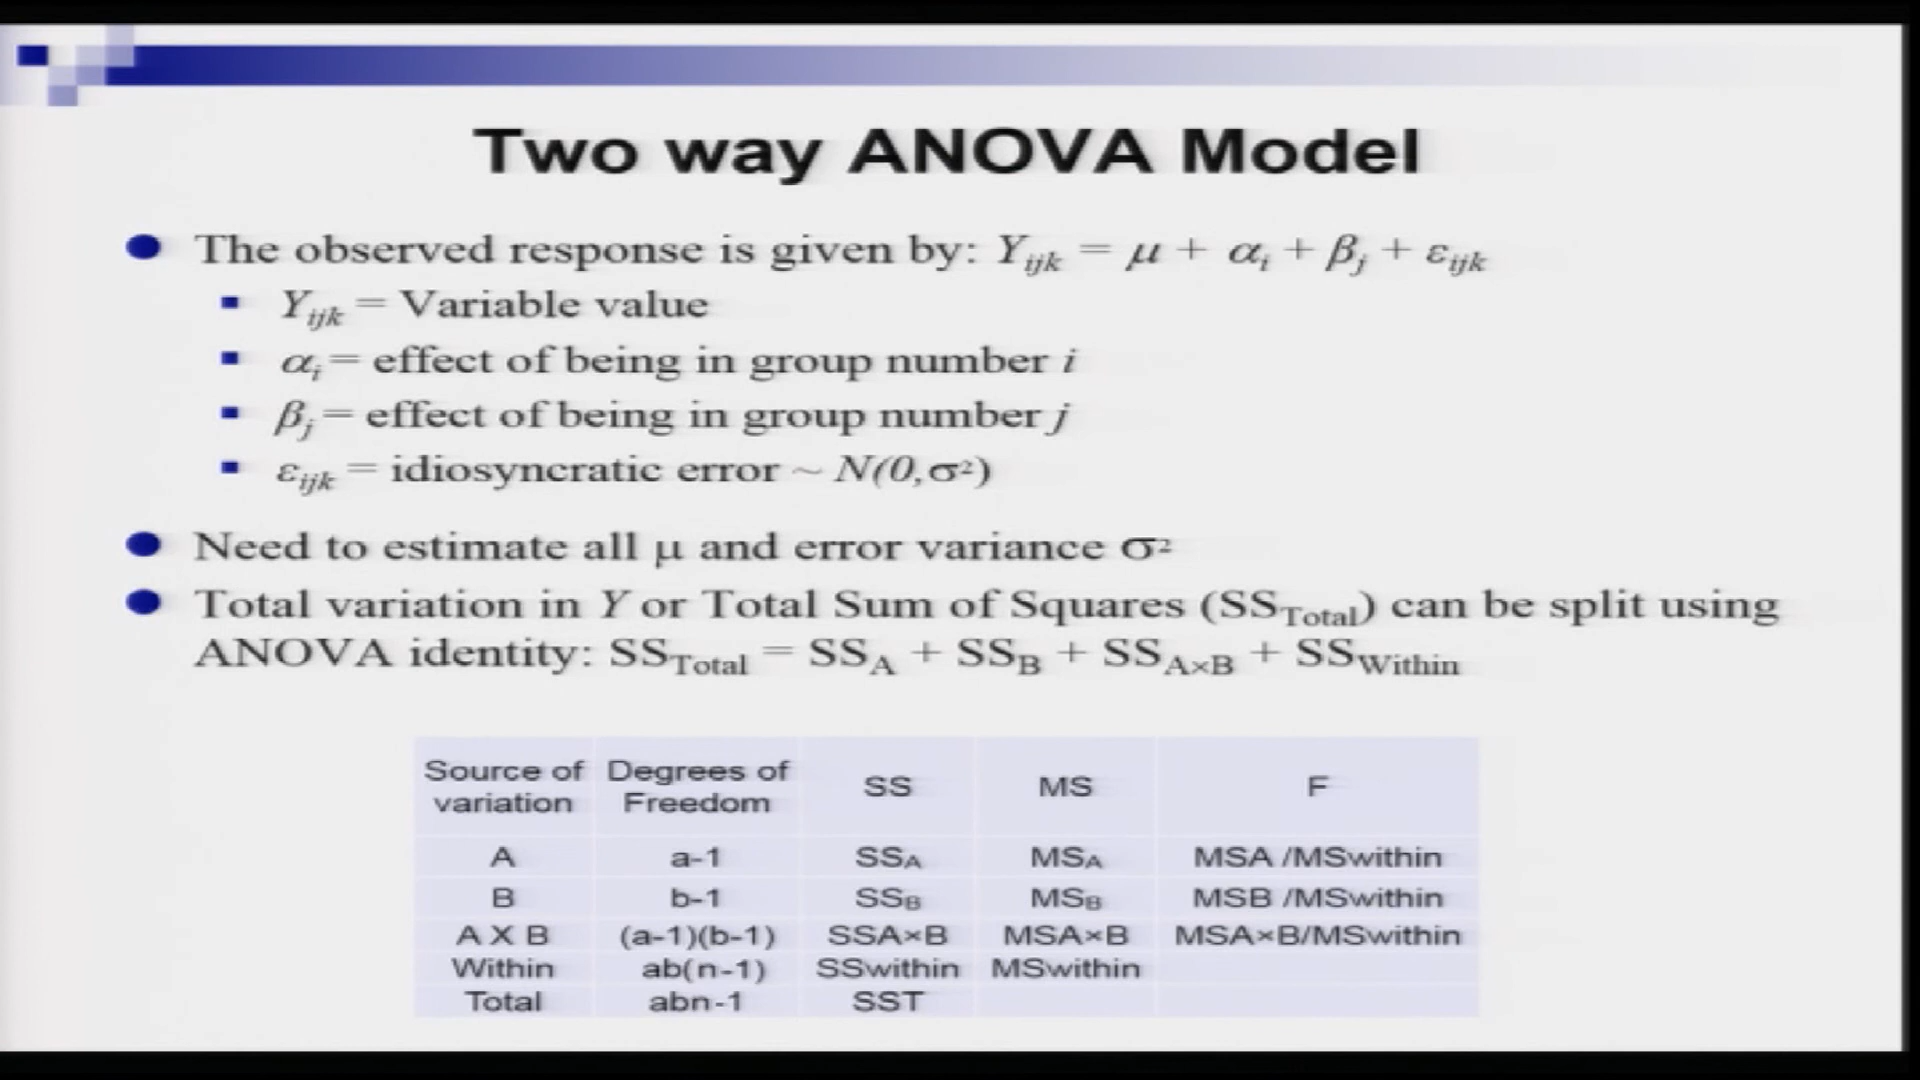 Two way ANOVA Model
The observed response is given by: Yijk = μ + αi + βj + εijk
Yijk = Variable value
αi = effect of being in group number i
βj = effect of being in group number j
εijk = idiosyncratic error ~ N(0,σ²)
Need to estimate all μ and error variance σ²
Total variation in Y or Total Sum of Squares (SSTotal) can be split using
ANOVA identity: SSTotal = SSA + SSB + SSA×B + SSWithin
Source of variation Degrees of Freedom SS MS F
A a-1 SSA MSA MSA /MSwithin
B b-1 SSB MSB MSB /MSwithin
A X B (a-1)(b-1) SSA×B MSA×B MSA×B/MSwithin
Within ab(n-1) SSwithin MSwithin
Total abn-1 SST